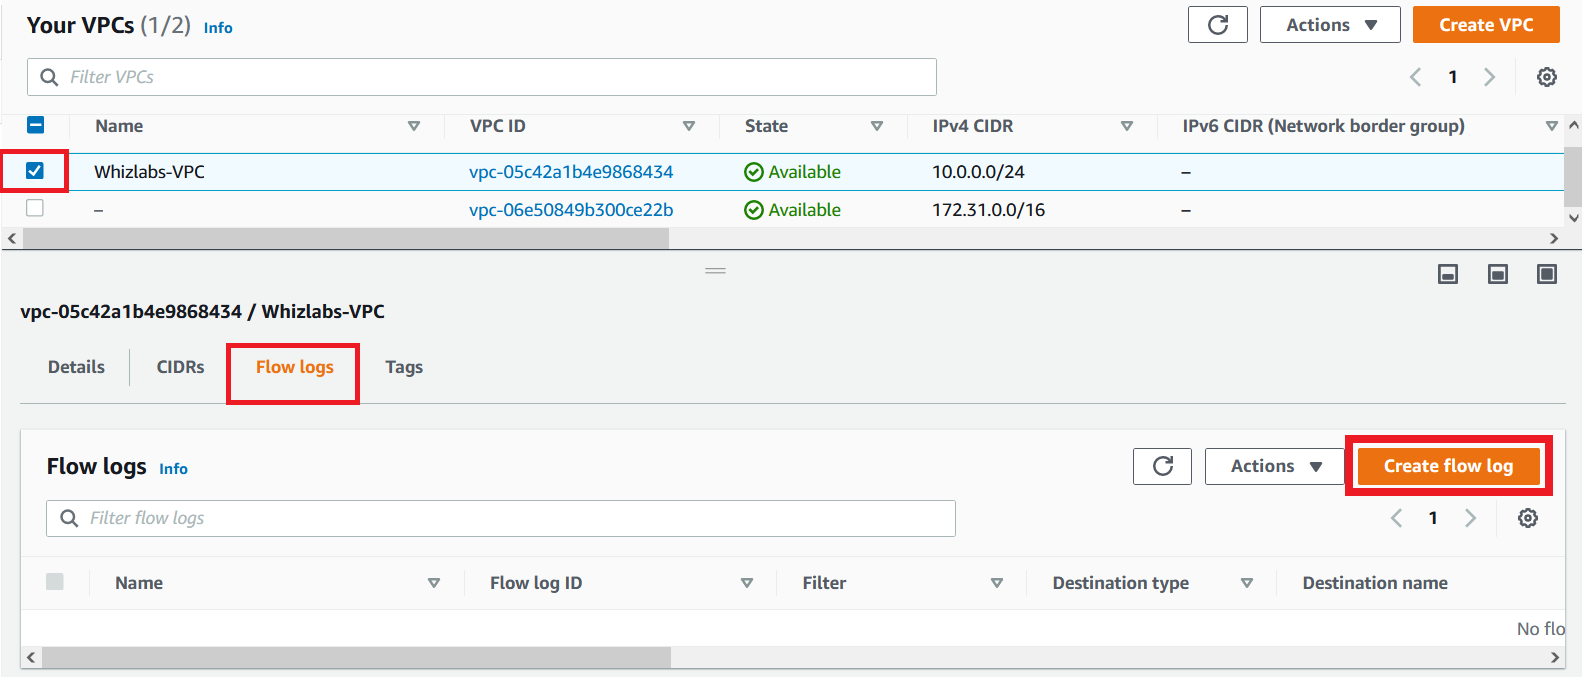 Your VPCs (1/2) Info
Actions
Create VPC
Filter VPCs
1
Name VPC ID State IPv4 CIDR IPv6 CIDR (Network border group)
Whizlabs-VPC vpc-05c42a1b4e9868434 Available 10.0.0.0/24 –
– vpc-06e50849b300ce22b Available 172.31.0.0/16 –
vpc-05c42a1b4e9868434 / Whizlabs-VPC
Details CIDRs Flow logs Tags
Flow logs Info
Actions
Create flow log
Filter flow logs
1
Name Flow log ID Filter Destination type Destination name
No flo